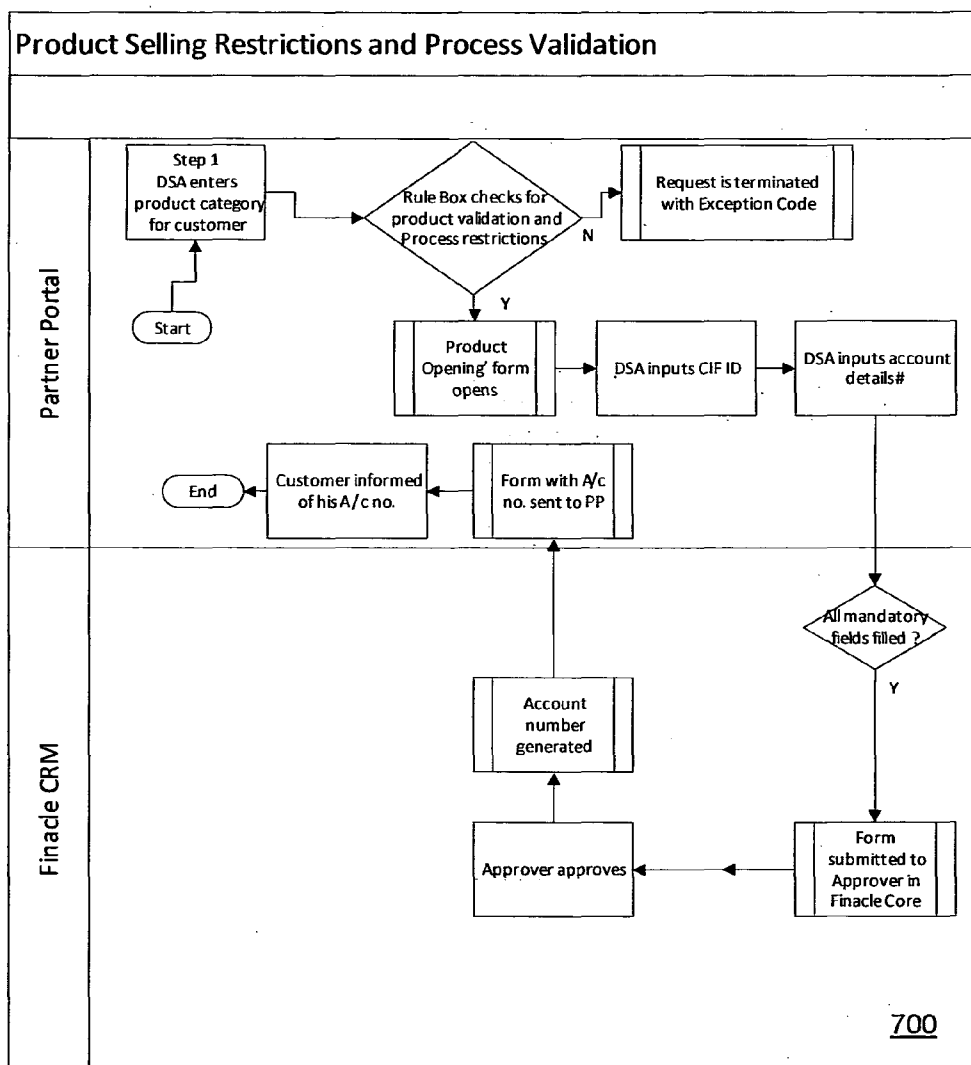 Product Selling Restrictions and Process Validation
Partner Portal
Step 1
DSA enters
product category
for customer
Rule Box checks for
product validation and
Process restrictions
N
Request is terminated
with Exception Code
Start
Y
Product
Opening' form
opens
DSA inputs CIF ID
DSA inputs account
details#
End
Customer informed
of his A/c no.
Form with A/c
no. sent to PP
Finacle CRM
All mandatory
fields filled ?
Y
Account
number
generated
Approver approves
Form
submitted to
Approver in
Finacle Core
700